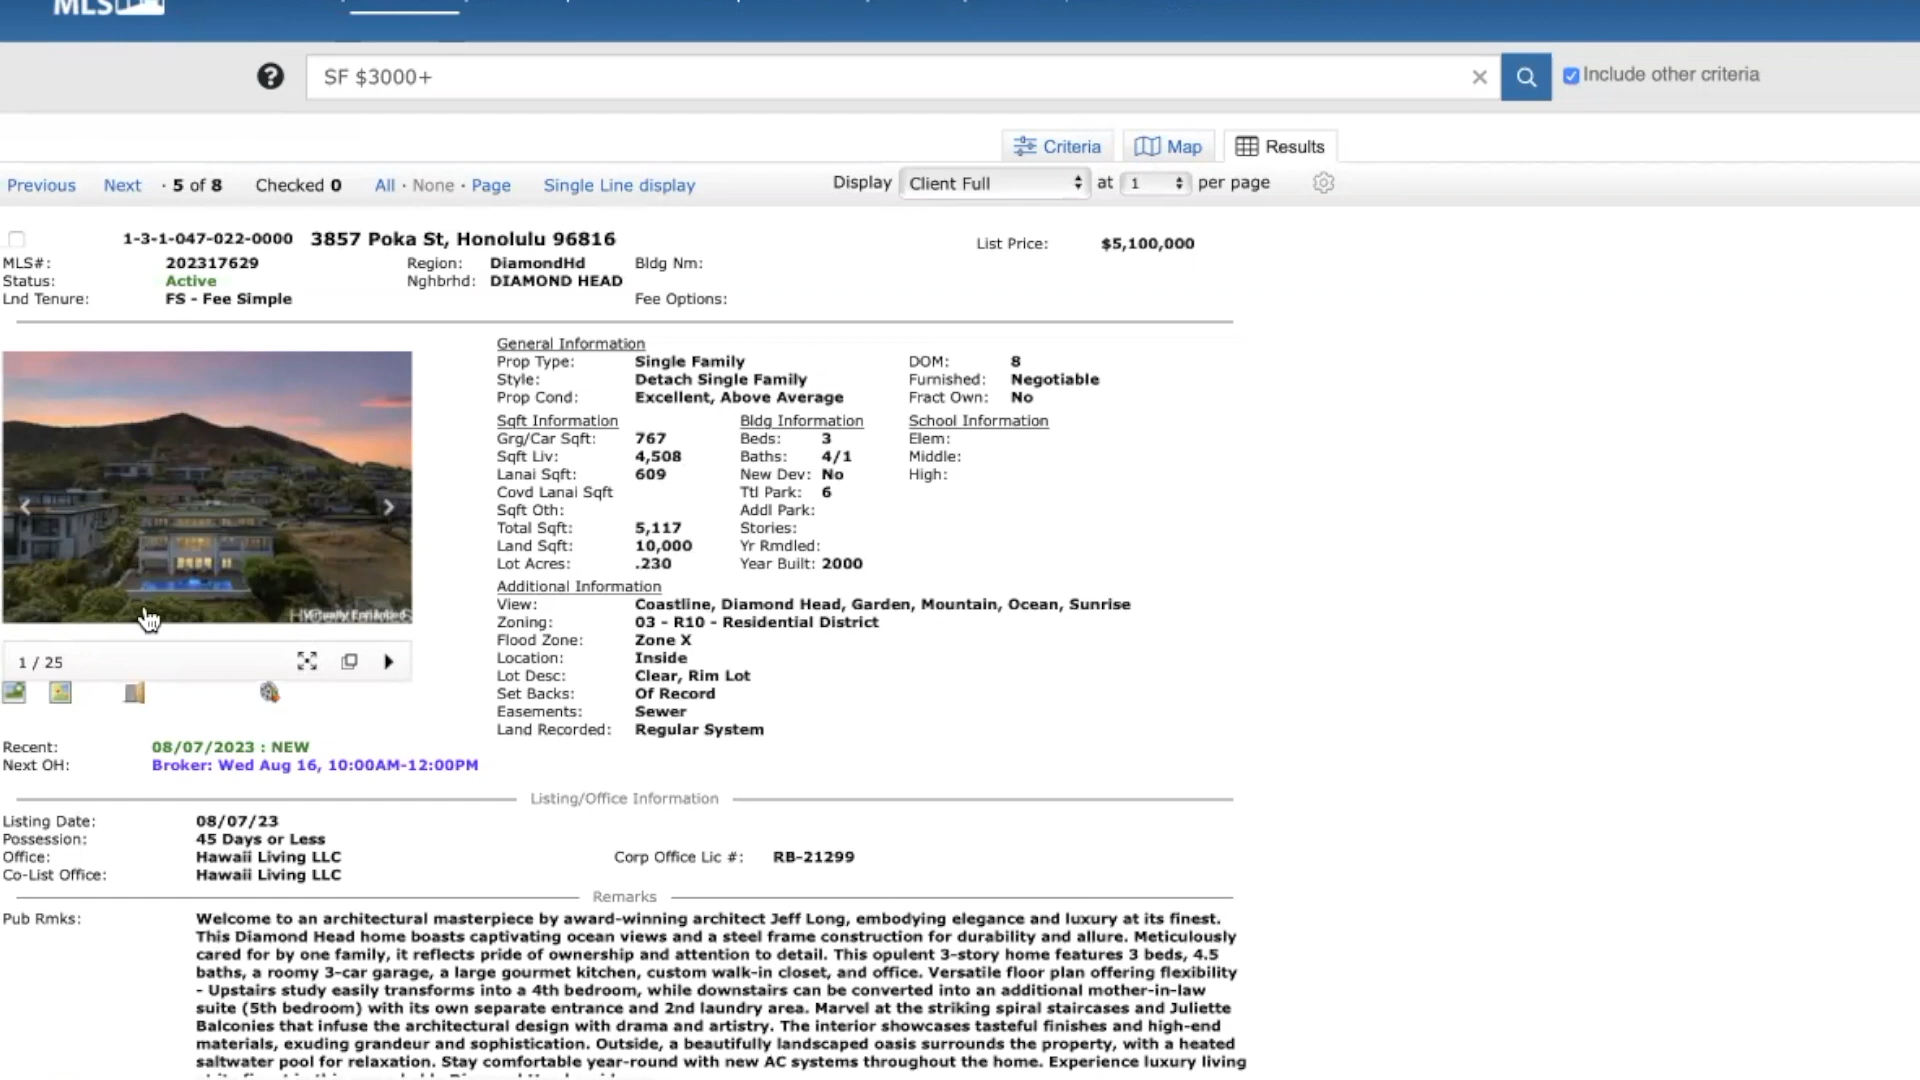 MLS
SF $3000+
Include other criteria
Criteria
Map
Results
Previous Next · 5 of 8 Checked 0 All · None · Page Single Line display
Display Client Full at 1 per page
1-3-1-047-022-0000 3857 Poka St, Honolulu 96816 List Price: $5,100,000
MLS#: 202317629 Region: DiamondHd Bldg Nm:
Status: Active Nghbrhd: DIAMOND HEAD
Lnd Tenure: FS - Fee Simple Fee Options:
General Information
Prop Type: Single Family DOM: 8
Style: Detach Single Family Furnished: Negotiable
Prop Cond: Excellent, Above Average Fract Own: No
Sqft Information Bldg Information School Information
Grg/Car Sqft: 767 Beds: 3 Elem:
Sqft Liv: 4,508 Baths: 4/1 Middle:
Lanai Sqft: 609 New Dev: No High:
Covd Lanai Sqft Ttl Park: 6
Sqft Oth: Addl Park:
Total Sqft: 5,117 Stories:
Land Sqft: 10,000 Yr Rmdled:
Lot Acres: .230 Year Built: 2000
Additional Information
View: Coastline, Diamond Head, Garden, Mountain, Ocean, Sunrise
Zoning: 03 - R10 - Residential District
Flood Zone: Zone X
Location: Inside
Lot Desc: Clear, Rim Lot
Set Backs: Of Record
Easements: Sewer
Land Recorded: Regular System
1 / 25
Recent: 08/07/2023 : NEW
Next OH: Broker: Wed Aug 16, 10:00AM-12:00PM
Listing/Office Information
Listing Date: 08/07/23
Possession: 45 Days or Less
Office: Hawaii Living LLC Corp Office Lic #: RB-21299
Co-List Office: Hawaii Living LLC
Remarks
Pub Rmks: Welcome to an architectural masterpiece by award-winning architect Jeff Long, embodying elegance and luxury at its finest.
This Diamond Head home boasts captivating ocean views and a steel frame construction for durability and allure. Meticulously
cared for by one family, it reflects pride of ownership and attention to detail. This opulent 3-story home features 3 beds, 4.5
baths, a roomy 3-car garage, a large gourmet kitchen, custom walk-in closet, and office. Versatile floor plan offering flexibility
- Upstairs study easily transforms into a 4th bedroom, while downstairs can be converted into an additional mother-in-law
suite (5th bedroom) with its own separate entrance and 2nd laundry area. Marvel at the striking spiral staircases and Juliette
Balconies that infuse the architectural design with drama and artistry. The interior showcases tasteful finishes and high-end
materials, exuding grandeur and sophistication. Outside, a beautifully landscaped oasis surrounds the property, with a heated
saltwater pool for relaxation. Stay comfortable year-round with new AC systems throughout the home. Experience luxury living